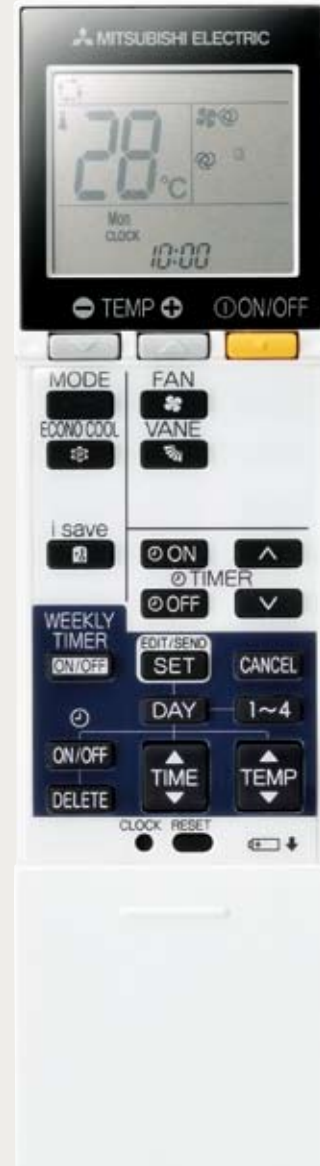 MITSUBISHI ELECTRIC
28°C
Mon
CLOCK
10:00
TEMP ON/OFF
MODE FAN
ECONO COOL VANE
i save
ON
TIMER
OFF
WEEKLY
TIMER
EDIT/SEND
ON/OFF SET CANCEL
DAY 1~4
ON/OFF TIME TEMP
DELETE
CLOCK RESET